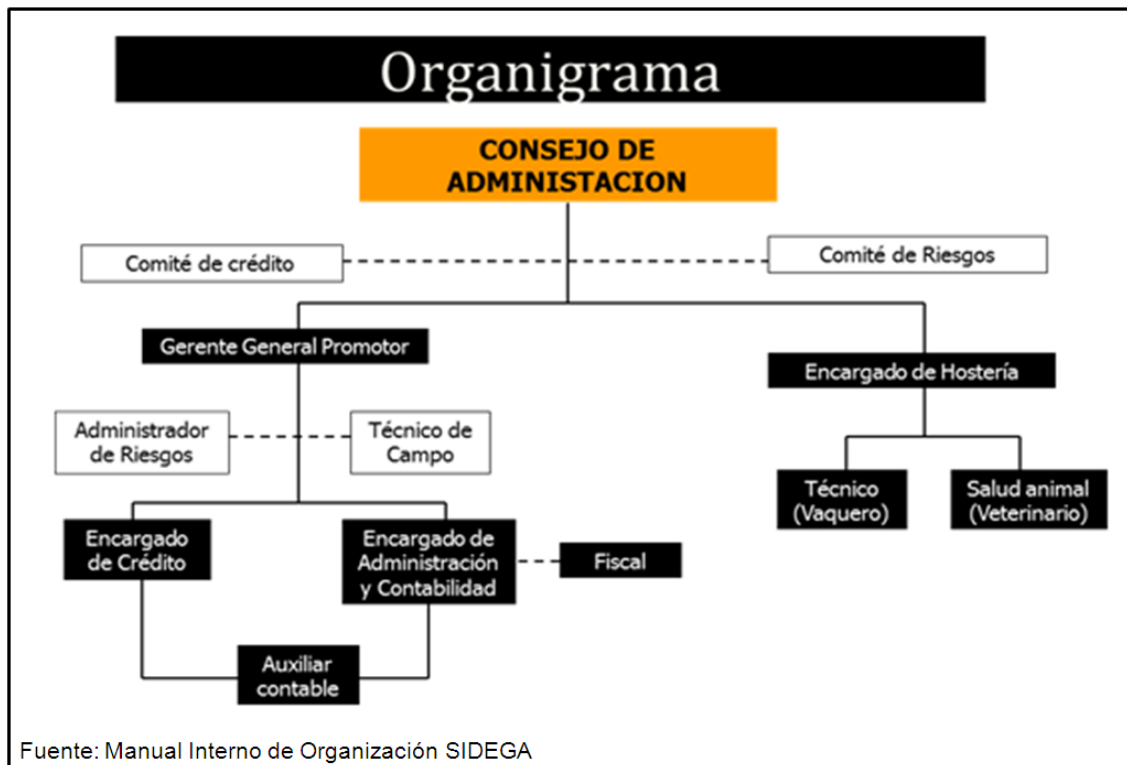 Organigrama
CONSEJO DE
ADMINISTACION
Comité de crédito
Comité de Riesgos
Gerente General Promotor
Encargado de Hostería
Administrador
de Riesgos
Técnico de
Campo
Técnico
(Vaquero)
Salud animal
(Veterinario)
Encargado
de Crédito
Encargado de
Administración
y Contabilidad
Fiscal
Auxiliar
contable
Fuente: Manual Interno de Organización SIDEGA